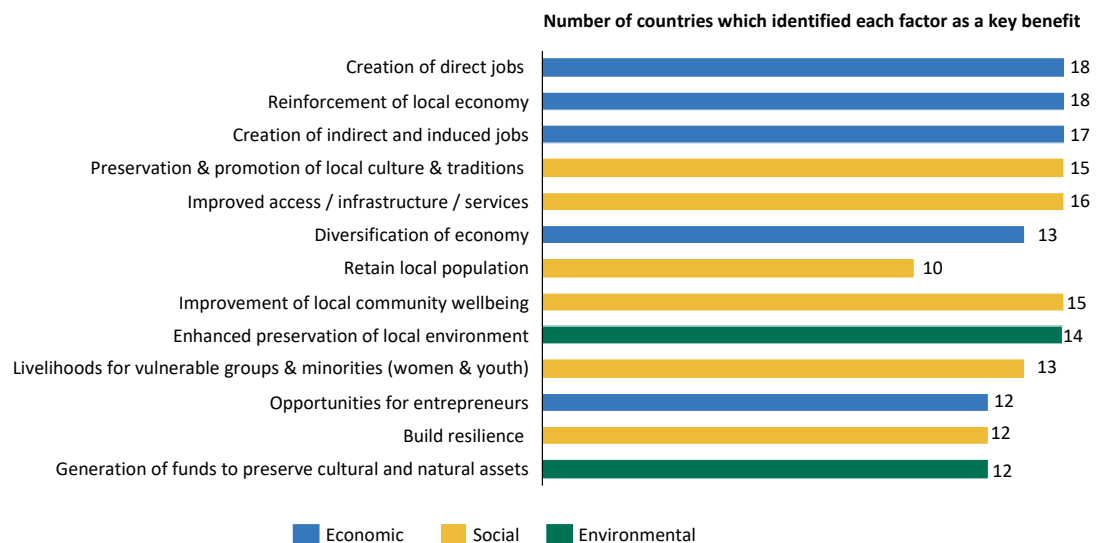 Number of countries which identified each factor as a key benefit
Creation of direct jobs 18
Reinforcement of local economy 18
Creation of indirect and induced jobs 17
Preservation & promotion of local culture & traditions 15
Improved access / infrastructure / services 16
Diversification of economy 13
Retain local population 10
Improvement of local community wellbeing 15
Enhanced preservation of local environment 14
Livelihoods for vulnerable groups & minorities (women & youth) 13
Opportunities for entrepreneurs 12
Build resilience 12
Generation of funds to preserve cultural and natural assets 12
Economic Social Environmental